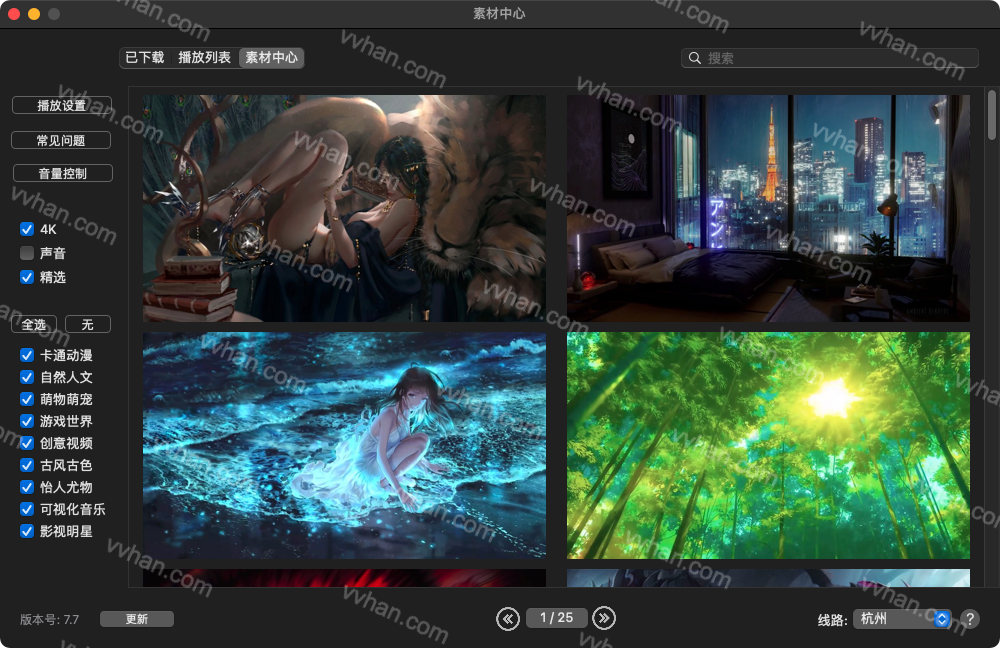 素材中心
已下载 播放列表 素材中心
搜索
播放设置
常见问题
音量控制
4K
声音
精选
全选 无
卡通动漫
自然人文
萌物萌宠
游戏世界
创意视频
古风古色
怡人尤物
可视化音乐
影视明星
アン
版本号: 7.7
更新
1 / 25
线路: 杭州
?
vvhan.com